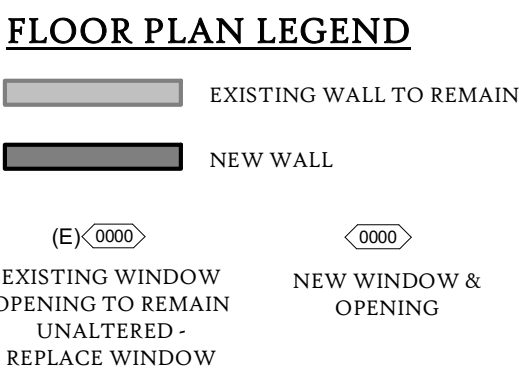 FLOOR PLAN LEGEND
EXISTING WALL TO REMAIN
NEW WALL
(E) 0000
EXISTING WINDOW
OPENING TO REMAIN
UNALTERED -
REPLACE WINDOW
0000
NEW WINDOW &
OPENING